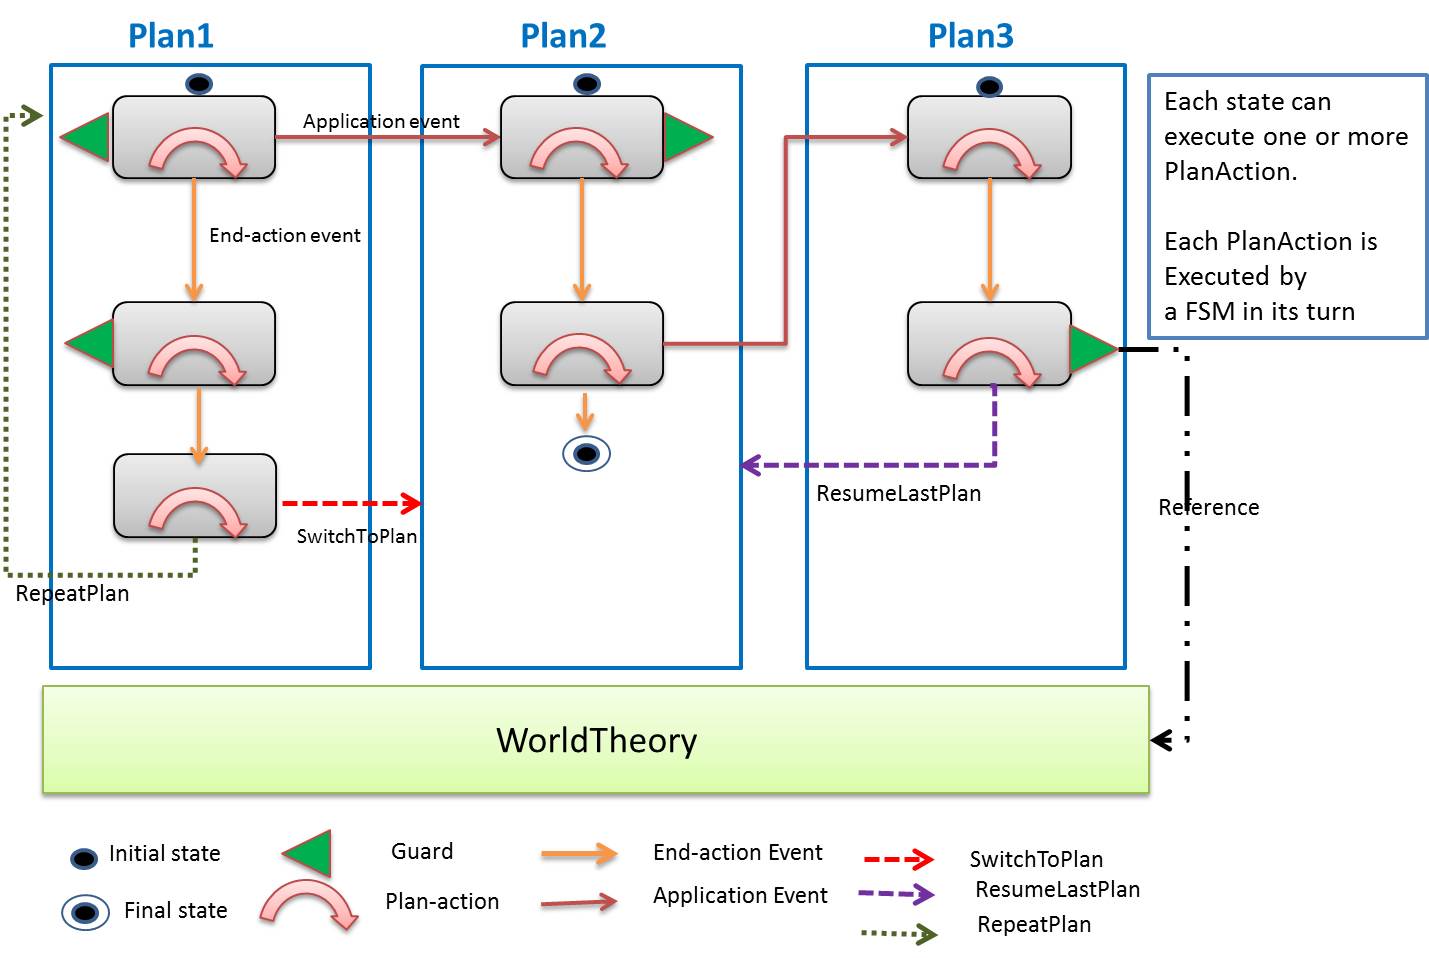 Plan1
Plan2
Plan3
Application event
End-action event
Each state can
execute one or more
PlanAction.
Each PlanAction is
Executed by
a FSM in its turn
ResumeLastPlan
Reference
SwitchToPlan
RepeatPlan
WorldTheory
Initial state
Guard
End-action Event
SwitchToPlan
Final state
Plan-action
Application Event
ResumeLastPlan
RepeatPlan